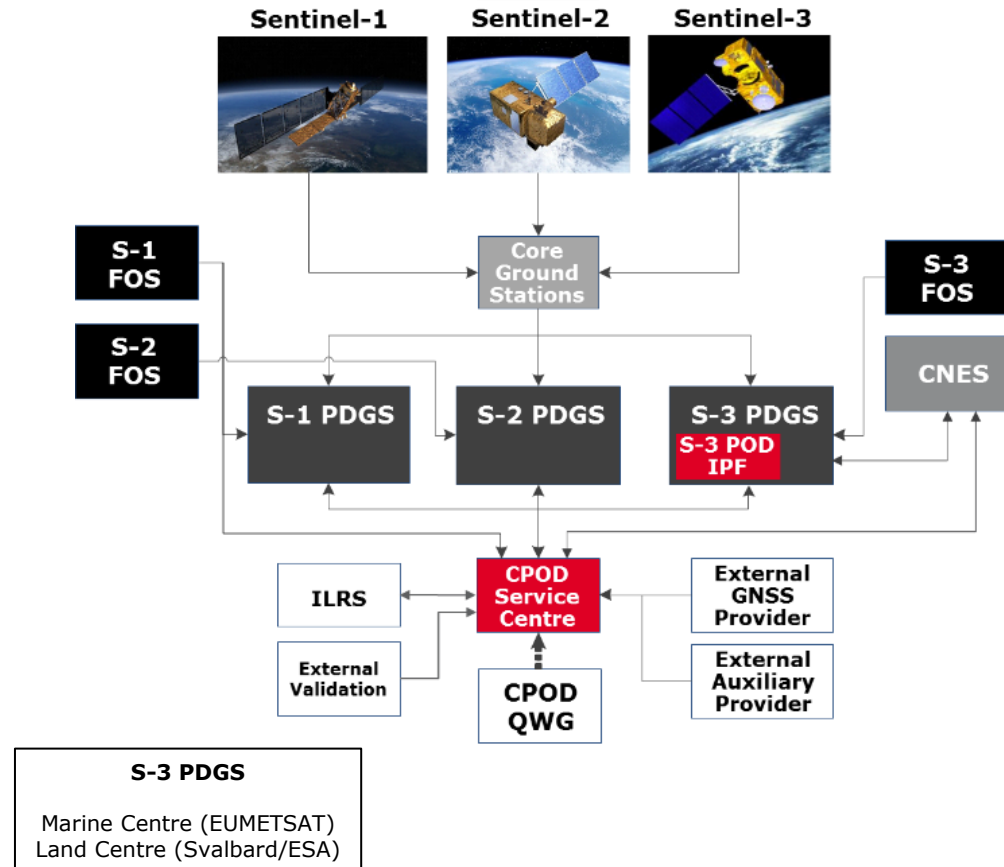 Sentinel-1
Sentinel-2
Sentinel-3
S-1
FOS
Core
Ground
Stations
S-3
FOS
S-2
FOS
CNES
S-1 PDGS
S-2 PDGS
S-3 PDGS
S-3 POD
IPF
ILRS
CPOD
Service
Centre
External
GNSS
Provider
External
Validation
CPOD
QWG
External
Auxiliary
Provider
S-3 PDGS
Marine Centre (EUMETSAT)
Land Centre (Svalbard/ESA)